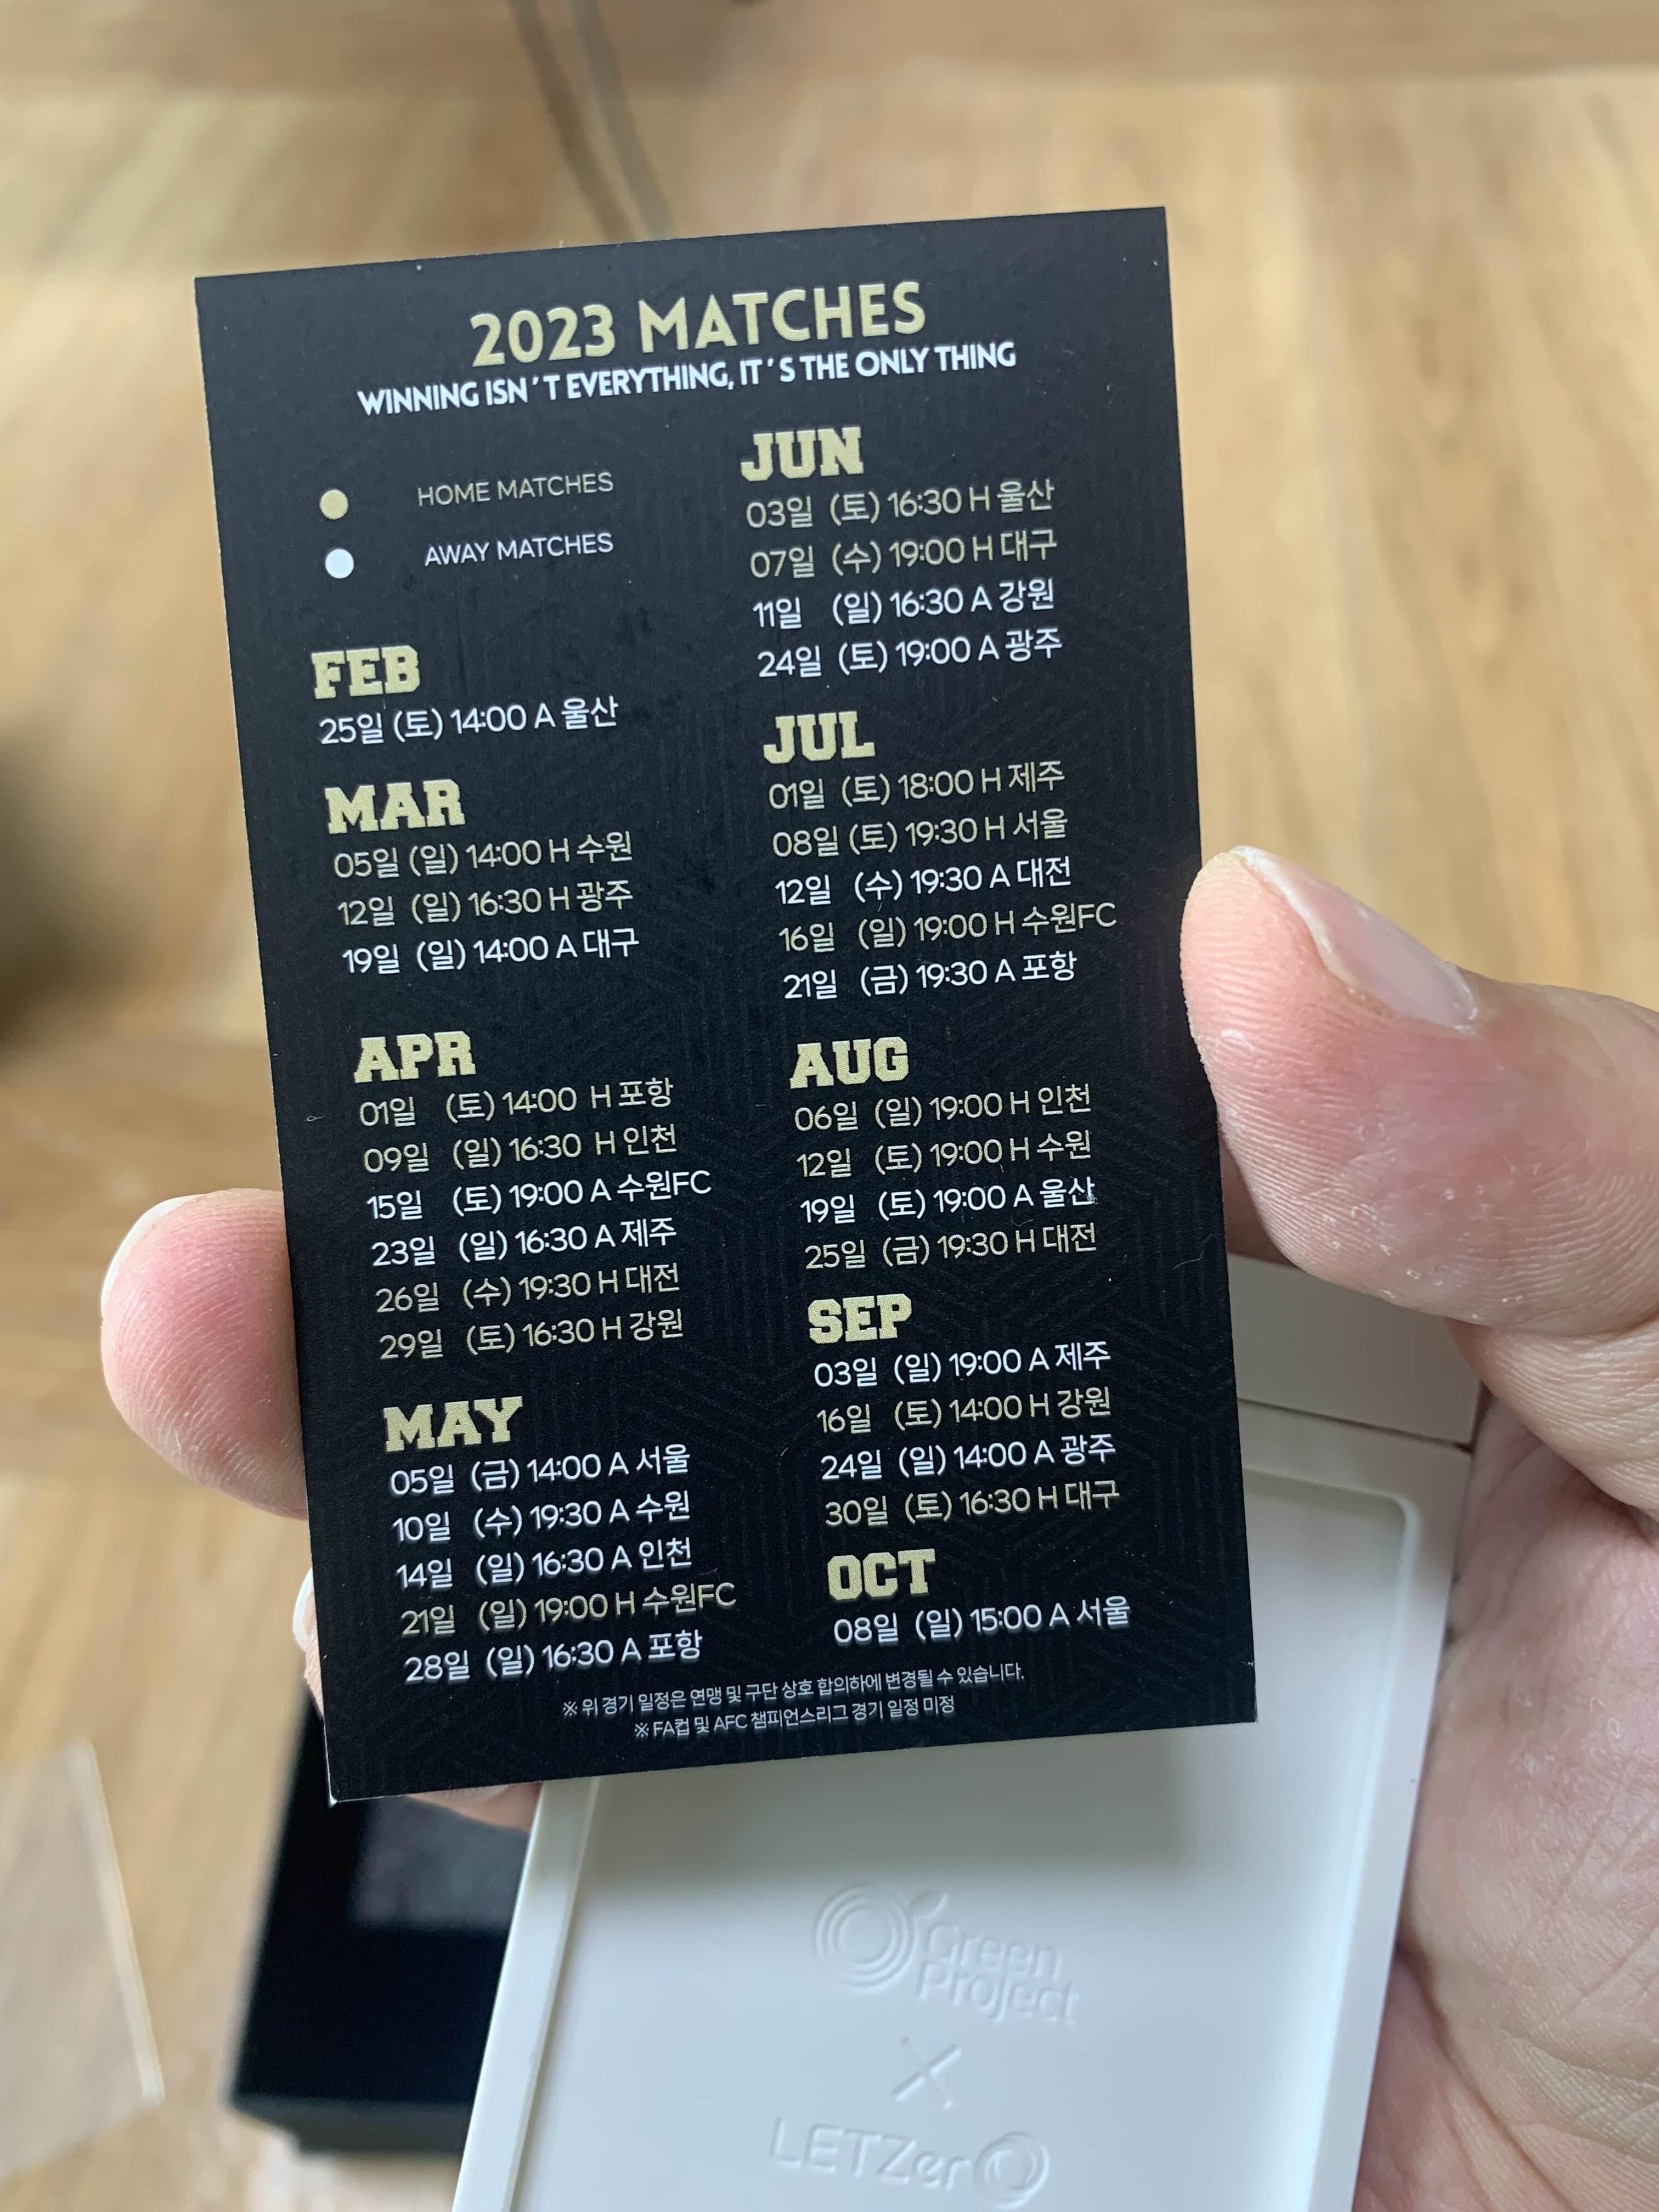 2023 MATCHES
WINNING ISN'T EVERYTHING, IT'S THE ONLY THING
HOME MATCHES
AWAY MATCHES
FEB
25일 (토) 14:00 A 울산
MAR
05일 (일) 14:00 H 수원
12일 (일) 16:30 H 광주
19일 (일) 14:00 A 대구
APR
01일 (토) 14:00 H 포항
09일 (일) 16:30 H 인천
15일 (토) 19:00 A 수원FC
23일 (일) 16:30 A 제주
26일 (수) 19:30 H 대전
29일 (토) 16:30 H 강원
MAY
05일 (금) 14:00 A 서울
10일 (수) 19:30 A 수원
14일 (일) 16:30 A 인천
21일 (일) 19:00 H 수원FC
28일 (일) 16:30 A 포항
JUN
03일 (토) 16:30 H 울산
07일 (수) 19:00 H 대구
11일 (일) 16:30 A 강원
24일 (토) 19:00 A 광주
JUL
01일 (토) 18:00 H 제주
08일 (토) 19:30 H 서울
12일 (수) 19:30 A 대전
16일 (일) 19:00 H 수원FC
21일 (금) 19:30 A 포항
AUG
06일 (일) 19:00 H 인천
12일 (토) 19:00 H 수원
19일 (토) 19:00 A 울산
25일 (금) 19:30 H 대전
SEP
03일 (일) 19:00 A 제주
16일 (토) 14:00 H 강원
24일 (일) 14:00 A 광주
30일 (토) 16:30 H 대구
OCT
08일 (일) 15:00 A 서울
※ 위 경기 일정은 연맹 및 구단 상호 합의하에 변경될 수 있습니다.
※ FA컵 및 AFC 챔피언스리그 경기 일정 미정
Green
Project
X
LETZerO